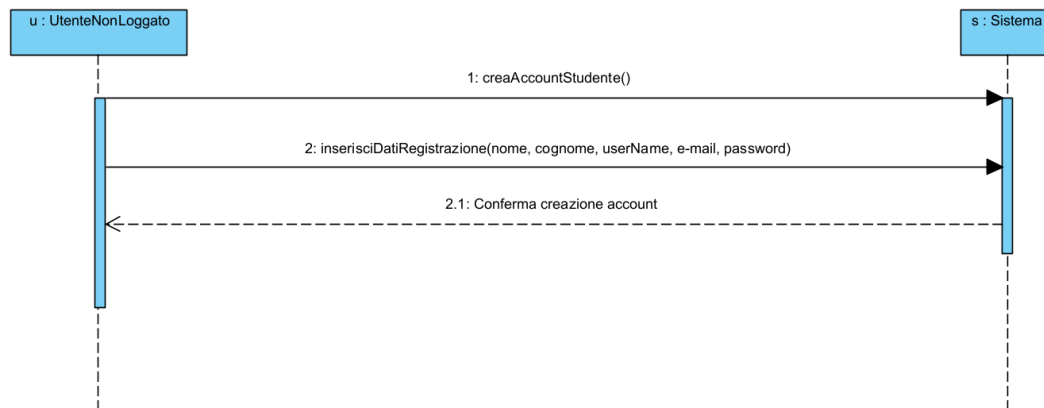 u : UtenteNonLoggato
s : Sistema
1: creaAccountStudente()
2: inserisciDatiRegistrazione(nome, cognome, userName, e-mail, password)
2.1: Conferma creazione account